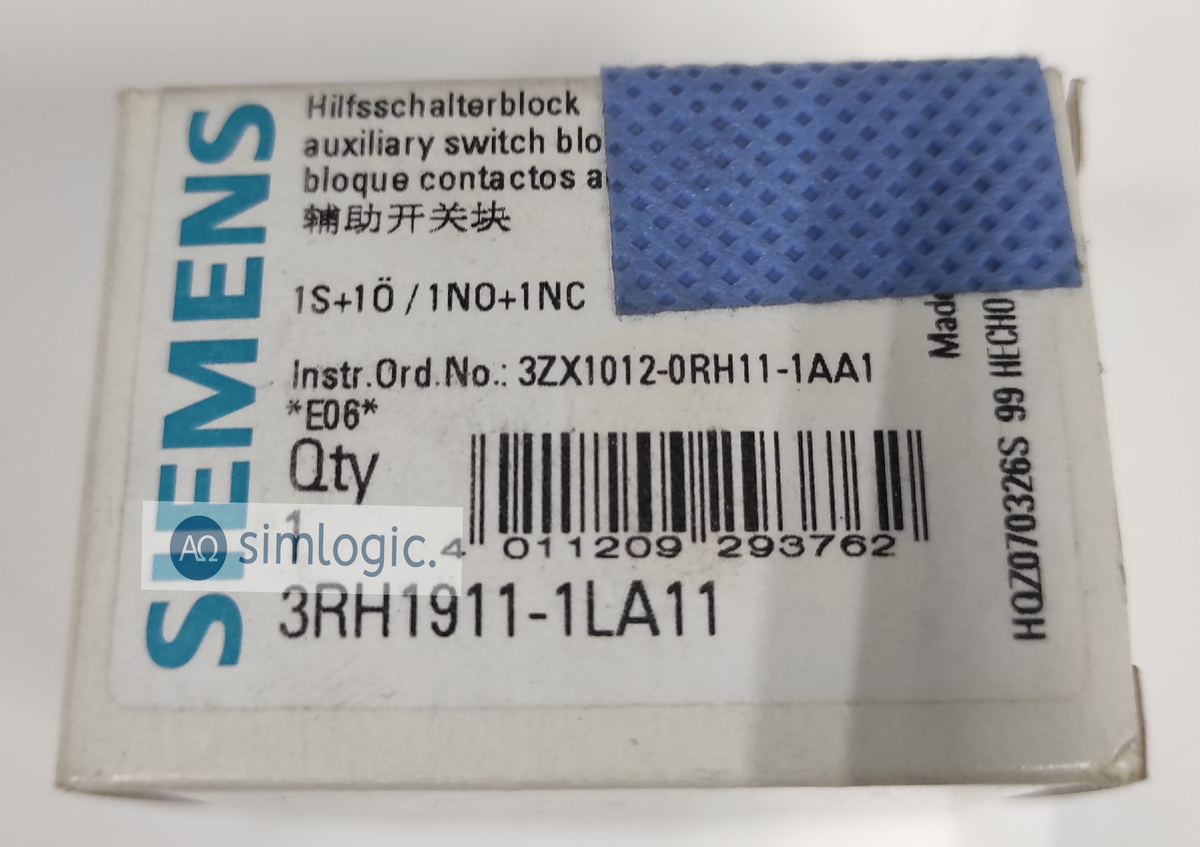 SIEMENS
Hilfsschalterblock
auxiliary switch blo
bloque contactos a
辅助开关块
1S+1Ö / 1NO+1NC
Instr.Ord.No.: 3ZX1012-0RH11-1AA1
*E06*
Qty
1
4 011209 293762
3RH1911-1LA11
Made
HQZ070326S 99 HECHO
ΑΩ simlogic.